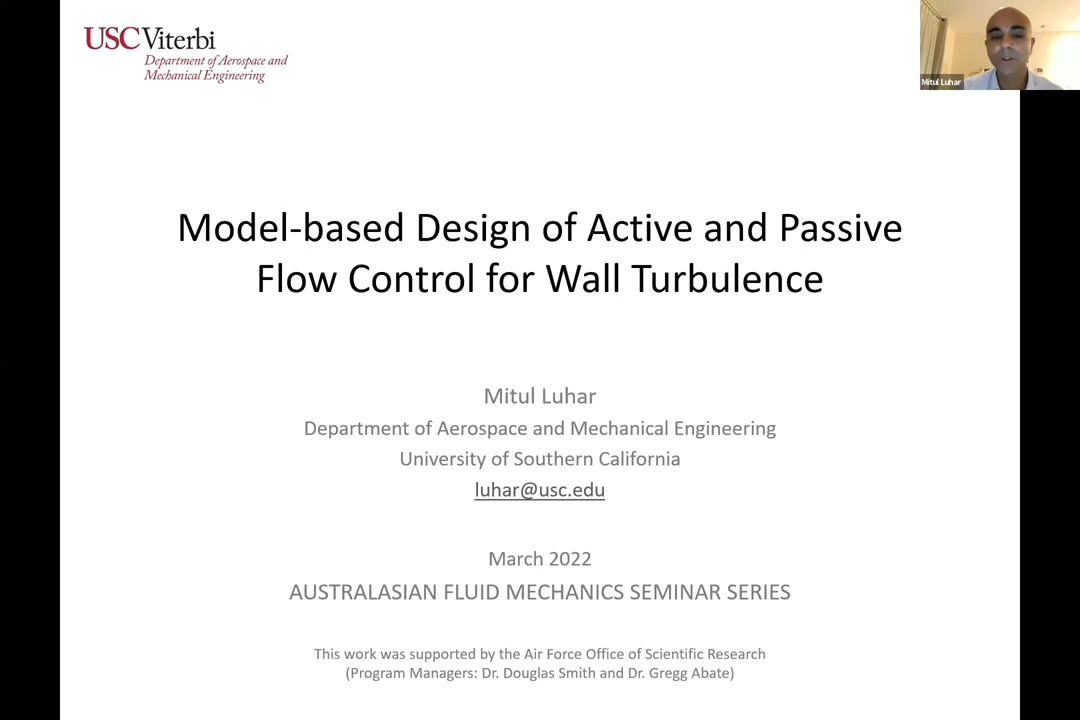 USC Viterbi
Department of Aerospace and
Mechanical Engineering
Mitul Luhar
Model-based Design of Active and Passive
Flow Control for Wall Turbulence
Mitul Luhar
Department of Aerospace and Mechanical Engineering
University of Southern California
luhar@usc.edu
March 2022
AUSTRALASIAN FLUID MECHANICS SEMINAR SERIES
This work was supported by the Air Force Office of Scientific Research
(Program Managers: Dr. Douglas Smith and Dr. Gregg Abate)